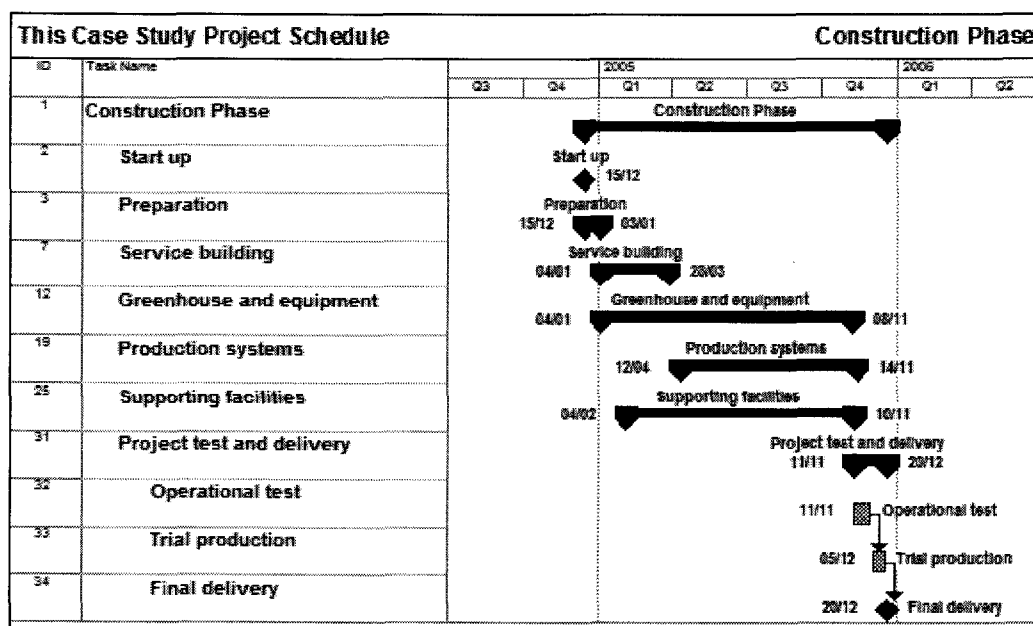 This Case Study Project Schedule Construction Phase
ID Task Name 2005 2006
Q3 Q4 Q1 Q2 Q3 Q4 Q1 Q2
1 Construction Phase Construction Phase
2 Start up Start up
15/12
3 Preparation Preparation
15/12 03/01
7 Service building Service building
04/01 20/03
12 Greenhouse and equipment Greenhouse and equipment
04/01 08/11
19 Production systems Production systems
12/04 14/11
25 Supporting facilities Supporting facilities
04/02 10/11
31 Project test and delivery Project test and delivery
11/11 20/12
32 Operational test 11/11 Operational test
33 Trial production 05/12 Trial production
34 Final delivery 20/12 Final delivery